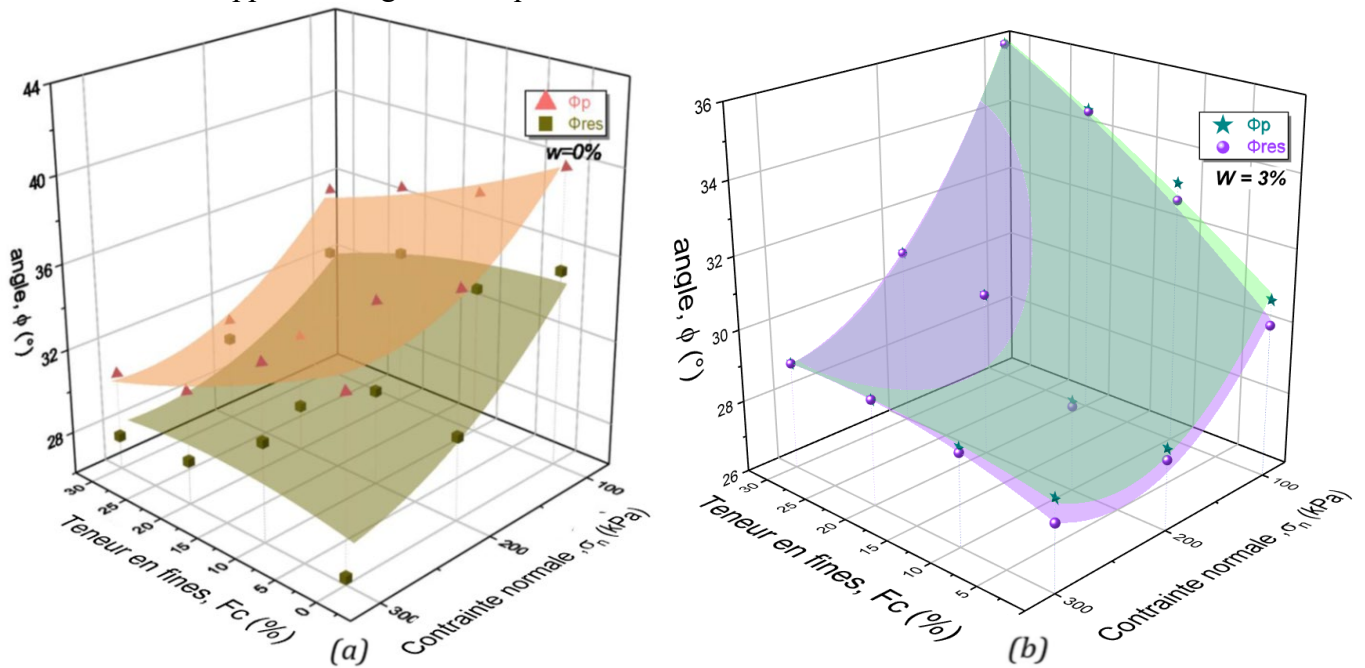 44
40
36
32
28
angle, ϕ (°)
Φp
Φres
w=0%
30
25
20
15
10
5
0
Teneur en fines, Fc (%)
100
200
300
Contrainte normale ,σn (kPa)
(a)
36
34
32
30
28
26
angle, ϕ (°)
Φp
Φres
W = 3%
30
25
20
15
10
5
Teneur en fines, Fc (%)
100
200
300
Contrainte normale ,σn (kPa)
(b)